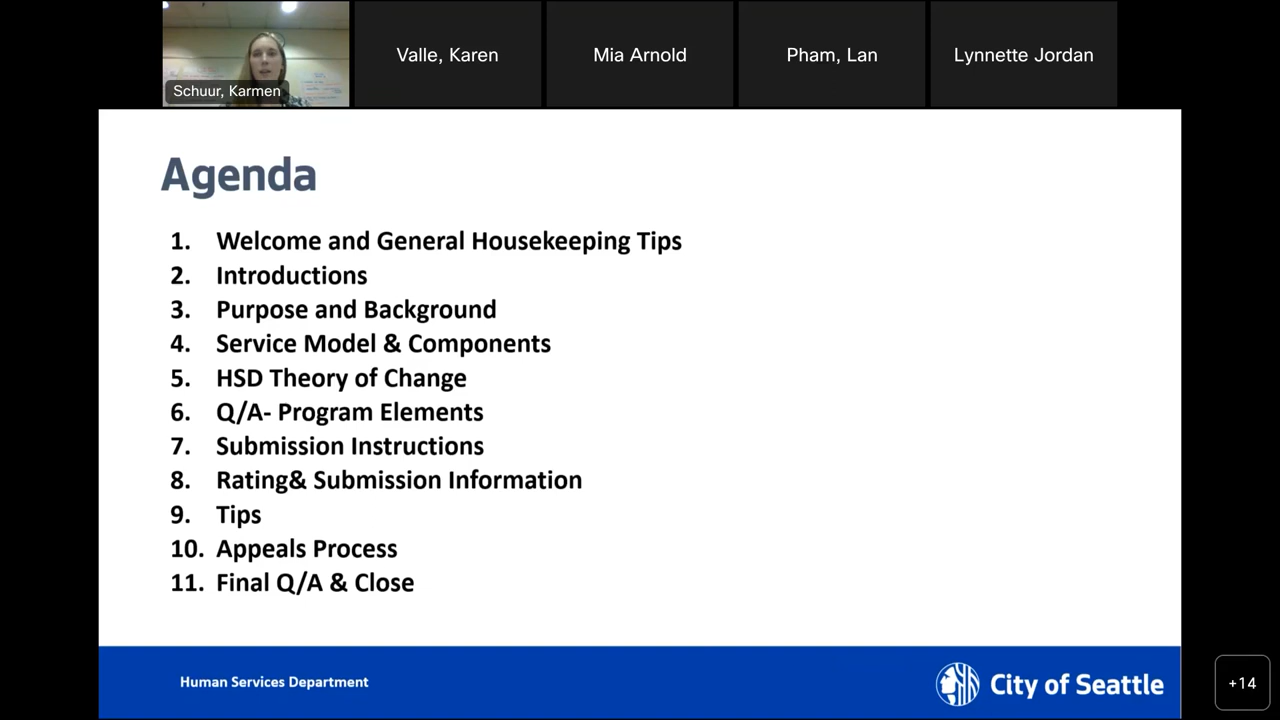 Schuur, Karmen
Valle, Karen
Mia Arnold
Pham, Lan
Lynnette Jordan
Agenda
1. Welcome and General Housekeeping Tips
2. Introductions
3. Purpose and Background
4. Service Model & Components
5. HSD Theory of Change
6. Q/A- Program Elements
7. Submission Instructions
8. Rating& Submission Information
9. Tips
10. Appeals Process
11. Final Q/A & Close
Human Services Department
City of Seattle
+14